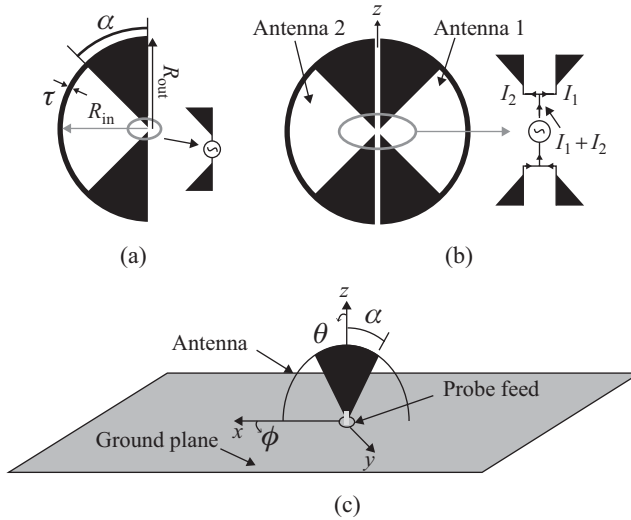 α
R_out
τ
R_in
(a)
z
Antenna 2
Antenna 1
I_2
I_1
I_1 + I_2
(b)
z
θ
α
Antenna
Probe feed
x
ϕ
Ground plane
y
(c)